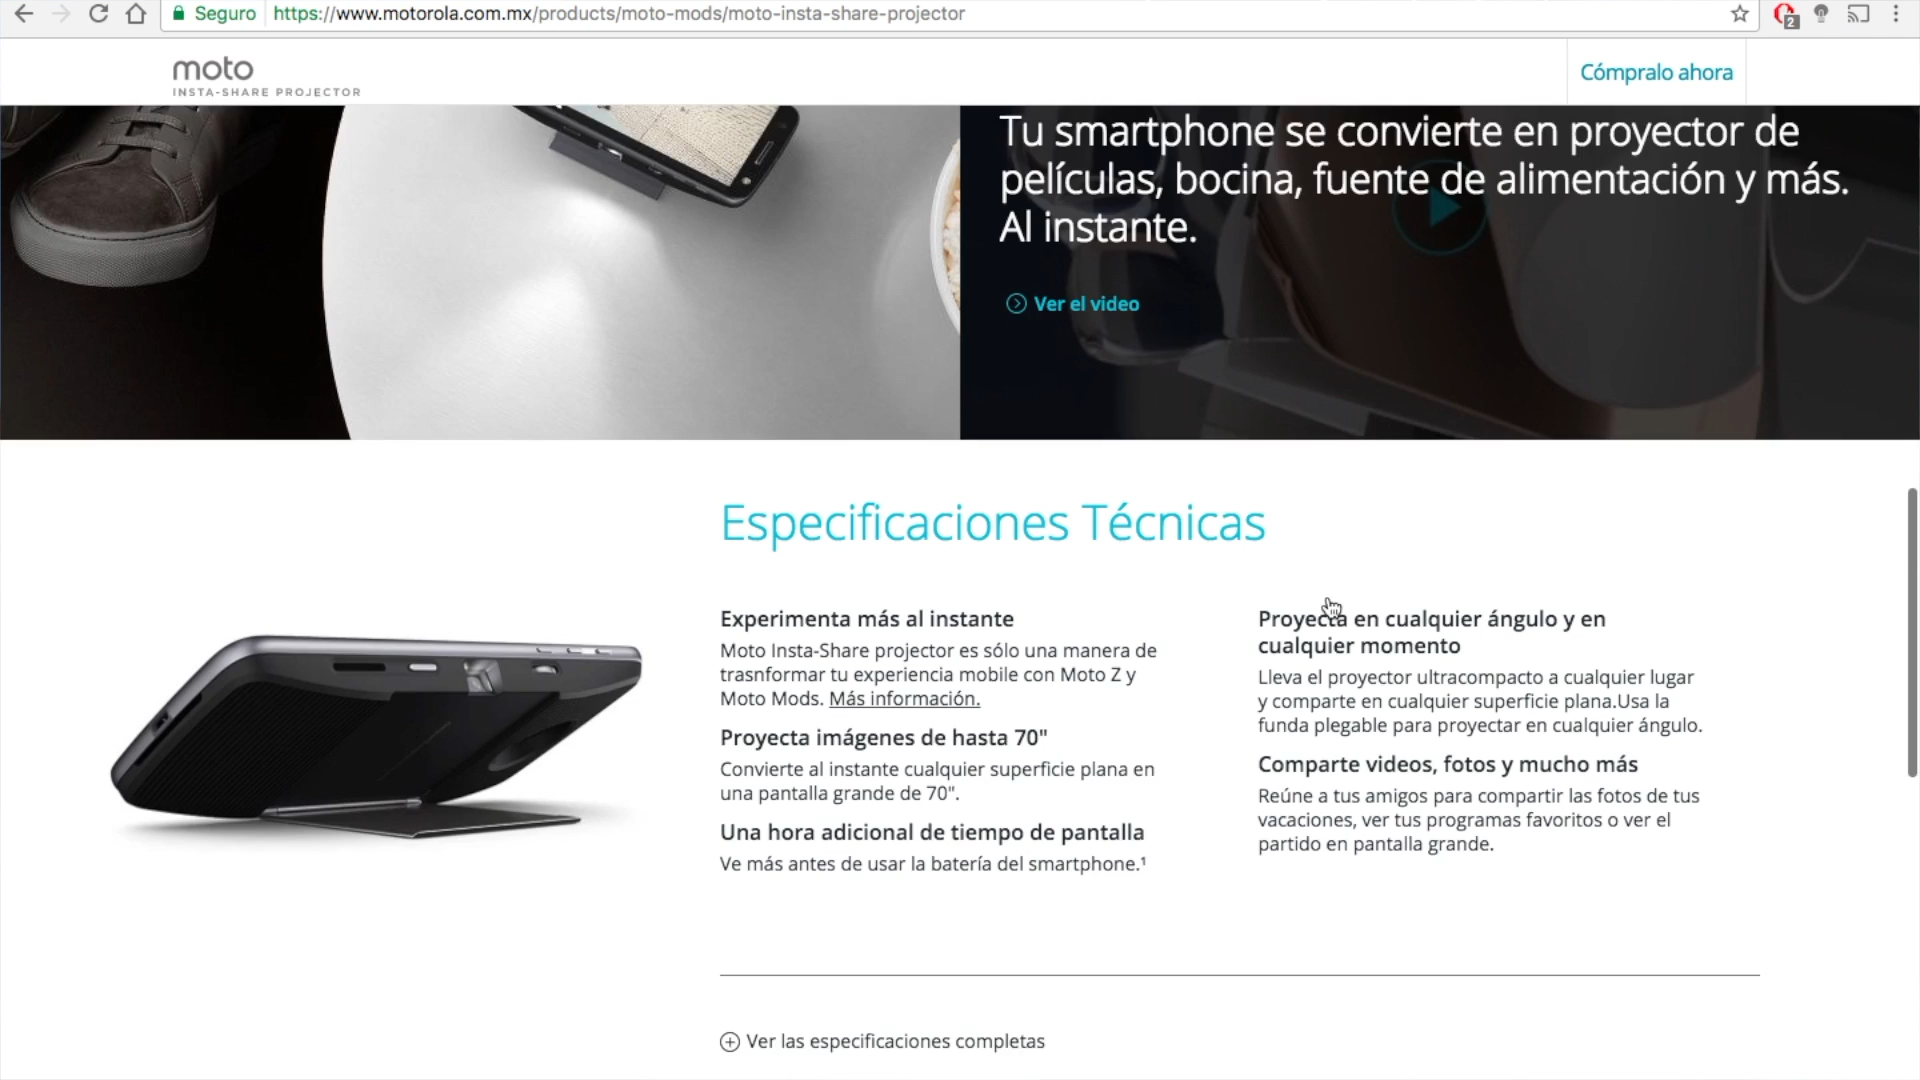 Seguro
https://www.motorola.com.mx/products/moto-mods/moto-insta-share-projector
2
moto
INSTA-SHARE PROJECTOR
Cómpralo ahora
Tu smartphone se convierte en proyector de
películas, bocina, fuente de alimentación y más.
Al instante.
Ver el video
Especificaciones Técnicas
Experimenta más al instante
Moto Insta-Share projector es sólo una manera de
trasnformar tu experiencia mobile con Moto Z y
Moto Mods. Más información.
Proyecta imágenes de hasta 70"
Convierte al instante cualquier superficie plana en
una pantalla grande de 70".
Una hora adicional de tiempo de pantalla
Ve más antes de usar la batería del smartphone.¹
Proyecta en cualquier ángulo y en
cualquier momento
Lleva el proyector ultracompacto a cualquier lugar
y comparte en cualquier superficie plana.Usa la
funda plegable para proyectar en cualquier ángulo.
Comparte videos, fotos y mucho más
Reúne a tus amigos para compartir las fotos de tus
vacaciones, ver tus programas favoritos o ver el
partido en pantalla grande.
Ver las especificaciones completas